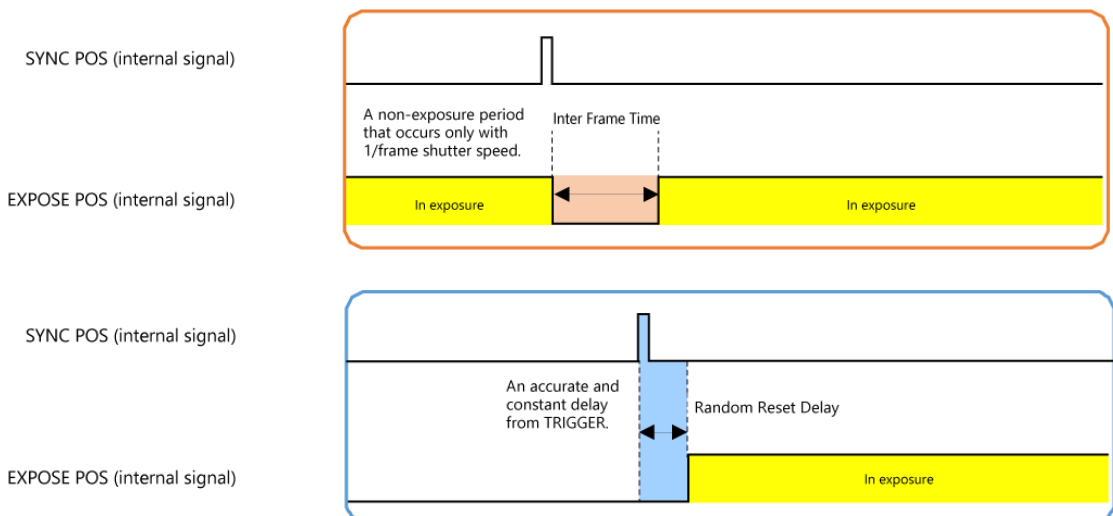 SYNC POS (internal signal)
A non-exposure period
that occurs only with
1/frame shutter speed.
Inter Frame Time
EXPOSE POS (internal signal)
In exposure
In exposure
SYNC POS (internal signal)
An accurate and
constant delay
from TRIGGER.
Random Reset Delay
EXPOSE POS (internal signal)
In exposure